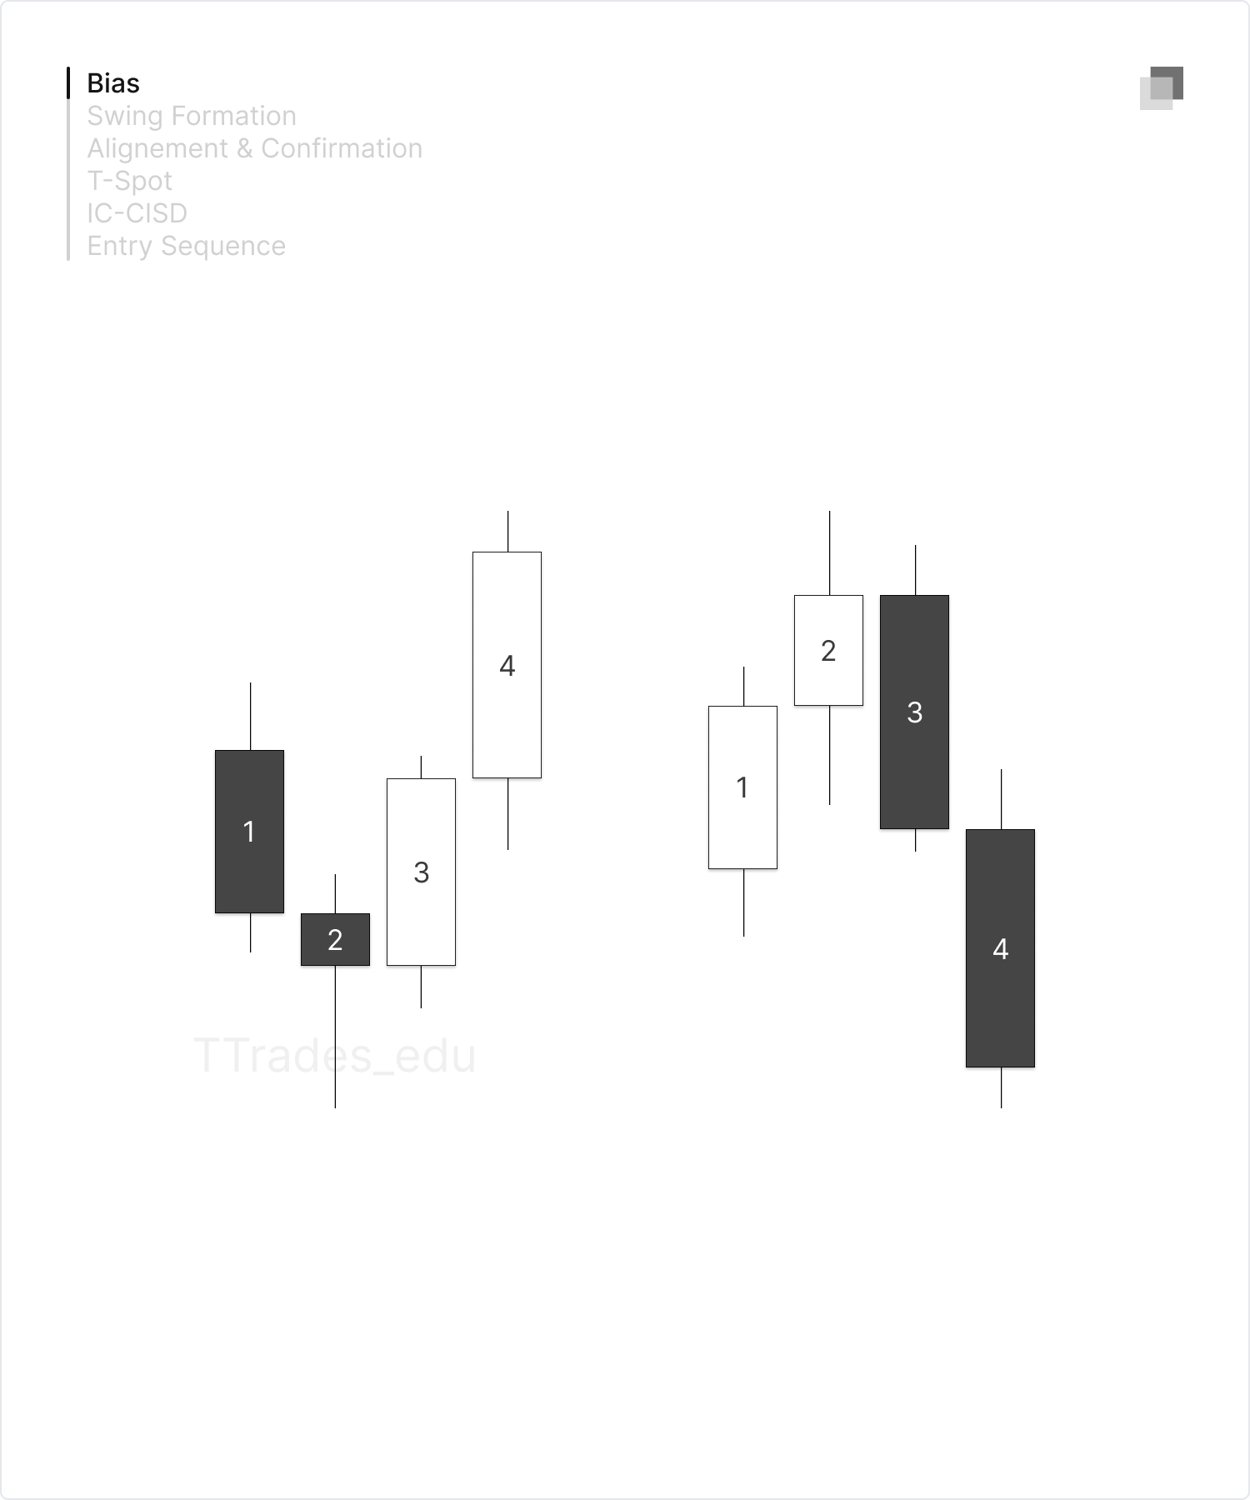 Bias
Swing Formation
Alignement & Confirmation
T-Spot
IC-CISD
Entry Sequence
1
2
3
4
1
2
3
4
TTrades_edu